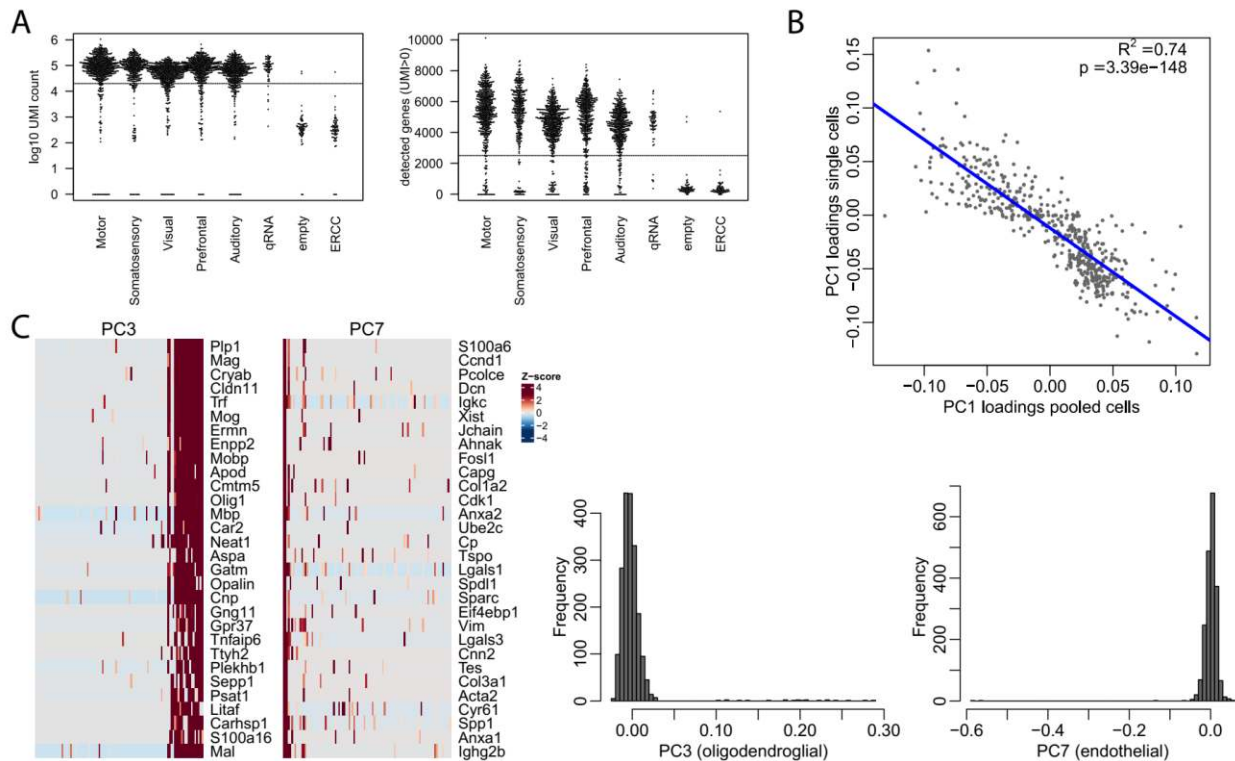 A
log10 UMI count
6
5
4
3
2
1
0
Motor
Somatosensory
Visual
Prefrontal
Auditory
qRNA
empty
ERCC
detected genes (UMI>0)
10000
8000
6000
4000
2000
0
Motor
Somatosensory
Visual
Prefrontal
Auditory
qRNA
empty
ERCC
B
R² =0.74
p =3.39e−148
PC1 loadings single cells
0.15
0.10
0.05
0.00
−0.05
−0.10
−0.10 −0.05 0.00 0.05 0.10
PC1 loadings pooled cells
C
PC3
Plp1
Mag
Cryab
Cldn11
Trf
Mog
Ermn
Enpp2
Mobp
Apod
Cmtm5
Olig1
Mbp
Car2
Neat1
Aspa
Gatm
Opalin
Cnp
Gng11
Gpr37
Tnfaip6
Ttyh2
Plekhb1
Sepp1
Psat1
Litaf
Carhsp1
S100a16
Mal
PC7
S100a6
Ccnd1
Pcolce
Dcn
Igkc
Xist
Jchain
Ahnak
Fosl1
Capg
Col1a2
Cdk1
Anxa2
Ube2c
Cp
Tspo
Lgals1
Spdl1
Sparc
Eif4ebp1
Vim
Lgals3
Cnn2
Tes
Col3a1
Acta2
Cyr61
Spp1
Anxa1
Ighg2b
Z−score
4
2
0
−2
−4
Frequency
400
300
200
100
0
0.00 0.10 0.20 0.30
PC3 (oligodendroglial)
Frequency
600
400
200
0
−0.6 −0.4 −0.2 0.0
PC7 (endothelial)